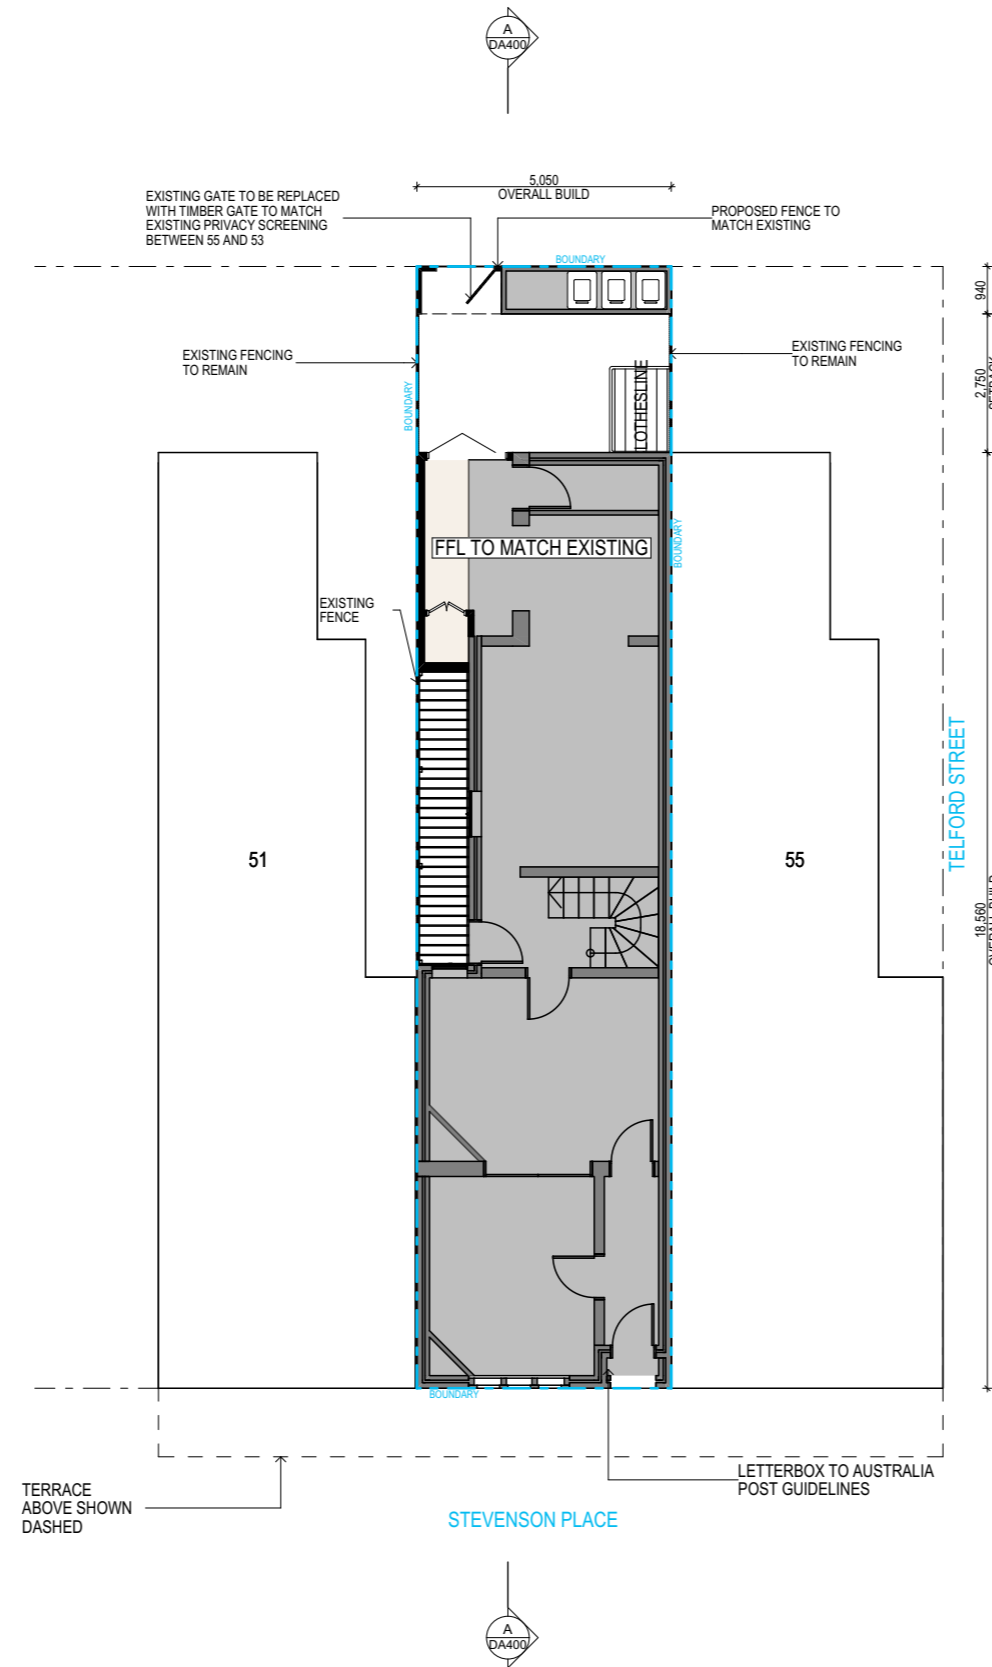 A
DA400
5,050
OVERALL BUILD
EXISTING GATE TO BE REPLACED
WITH TIMBER GATE TO MATCH
EXISTING PRIVACY SCREENING
BETWEEN 55 AND 53
PROPOSED FENCE TO
MATCH EXISTING
BOUNDARY
940
EXISTING FENCING
TO REMAIN
EXISTING FENCING
TO REMAIN
2,750
LOTHESLINE
BOUNDARY
BOUNDARY
FFL TO MATCH EXISTING
EXISTING
FENCE
TELFORD STREET
51
55
18,560
BOUNDARY
TERRACE
ABOVE SHOWN
DASHED
LETTERBOX TO AUSTRALIA
POST GUIDELINES
STEVENSON PLACE
A
DA400